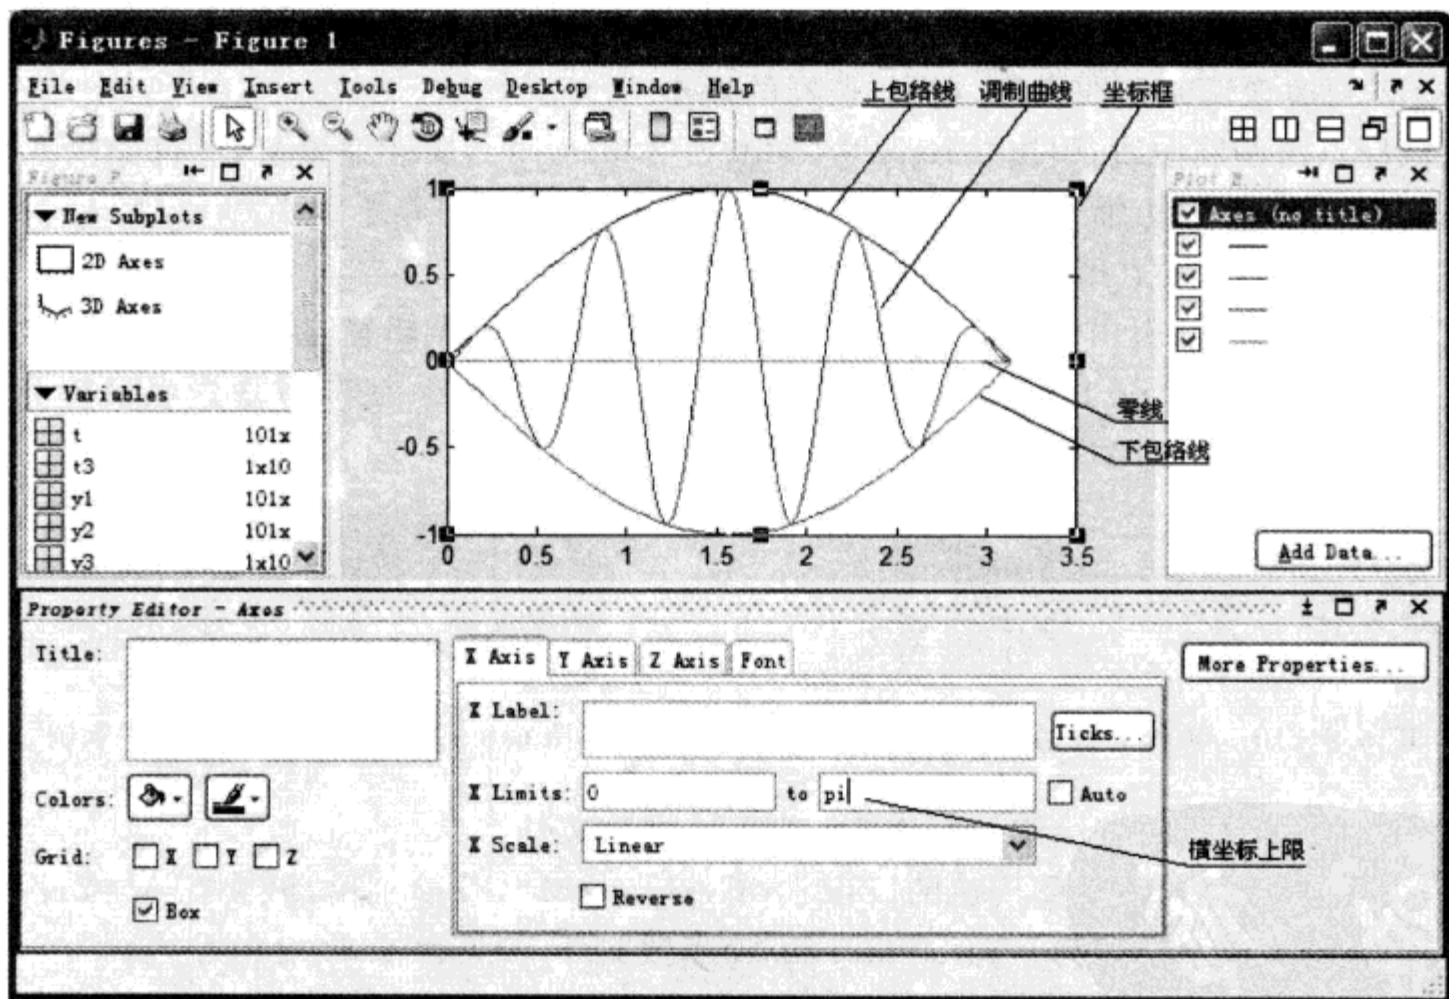 Figures - Figure 1
File Edit View Insert Tools Debug Desktop Window Help
上包络线 调制曲线 坐标框
Figure P
New Subplots
2D Axes
3D Axes
Variables
t 101x
t3 1x10
y1 101x
y2 101x
y3 1x10
1
0.5
0
-0.5
-1
0 0.5 1 1.5 2 2.5 3 3.5
零线
下包络线
Plot B
Axes (no title)
Add Data...
Property Editor - Axes
Title:
Colors:
Grid: X Y Z
Box
X Axis Y Axis Z Axis Font
X Label:
Ticks...
X Limits: 0 to pi
Auto
X Scale: Linear
Reverse
More Properties...
横坐标上限